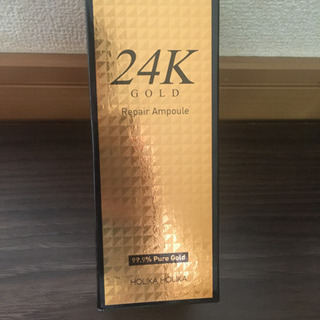 24K
GOLD
Repair Ampoule
99.9% Pure Gold
HOLIKA HOLIKA